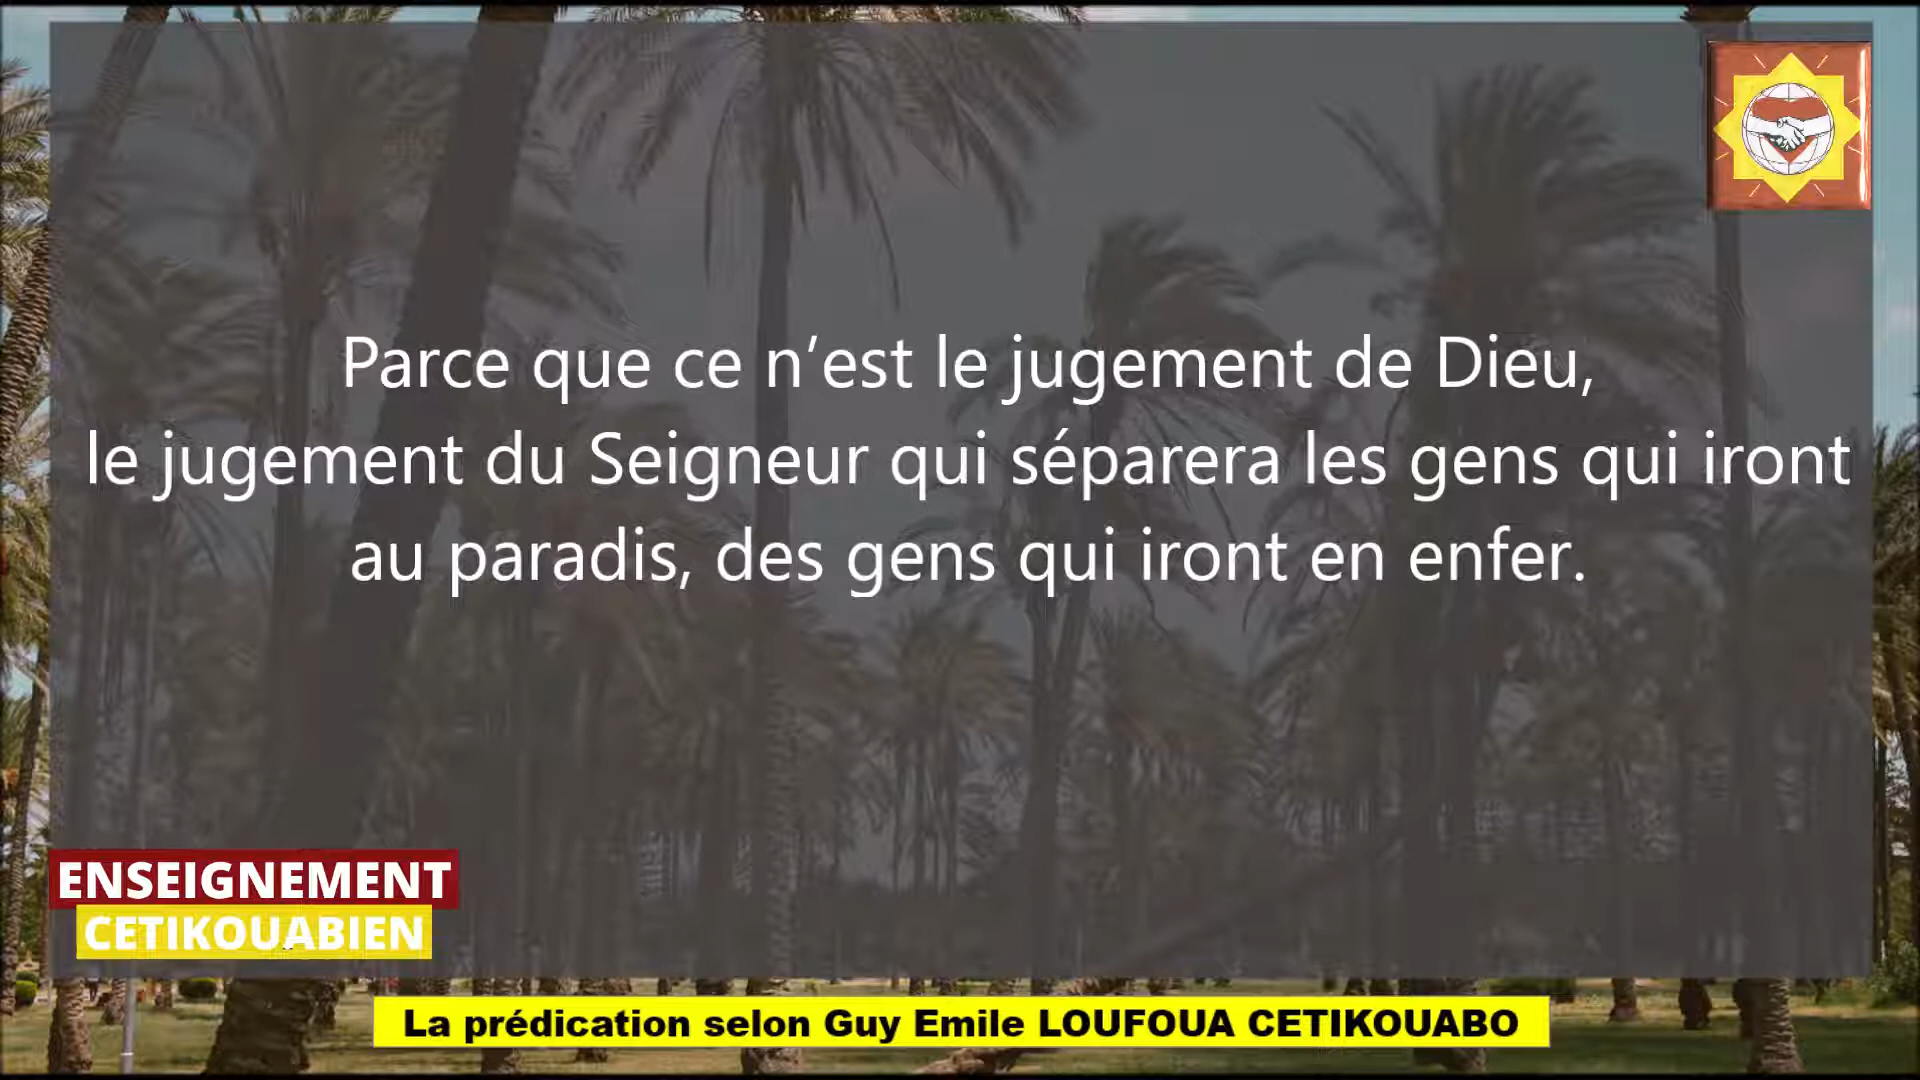 Parce que ce n’est le jugement de Dieu,
le jugement du Seigneur qui séparera les gens qui iront
au paradis, des gens qui iront en enfer.
ENSEIGNEMENT
CETIKOUABIEN
La prédication selon Guy Emile LOUFOUA CETIKOUABO